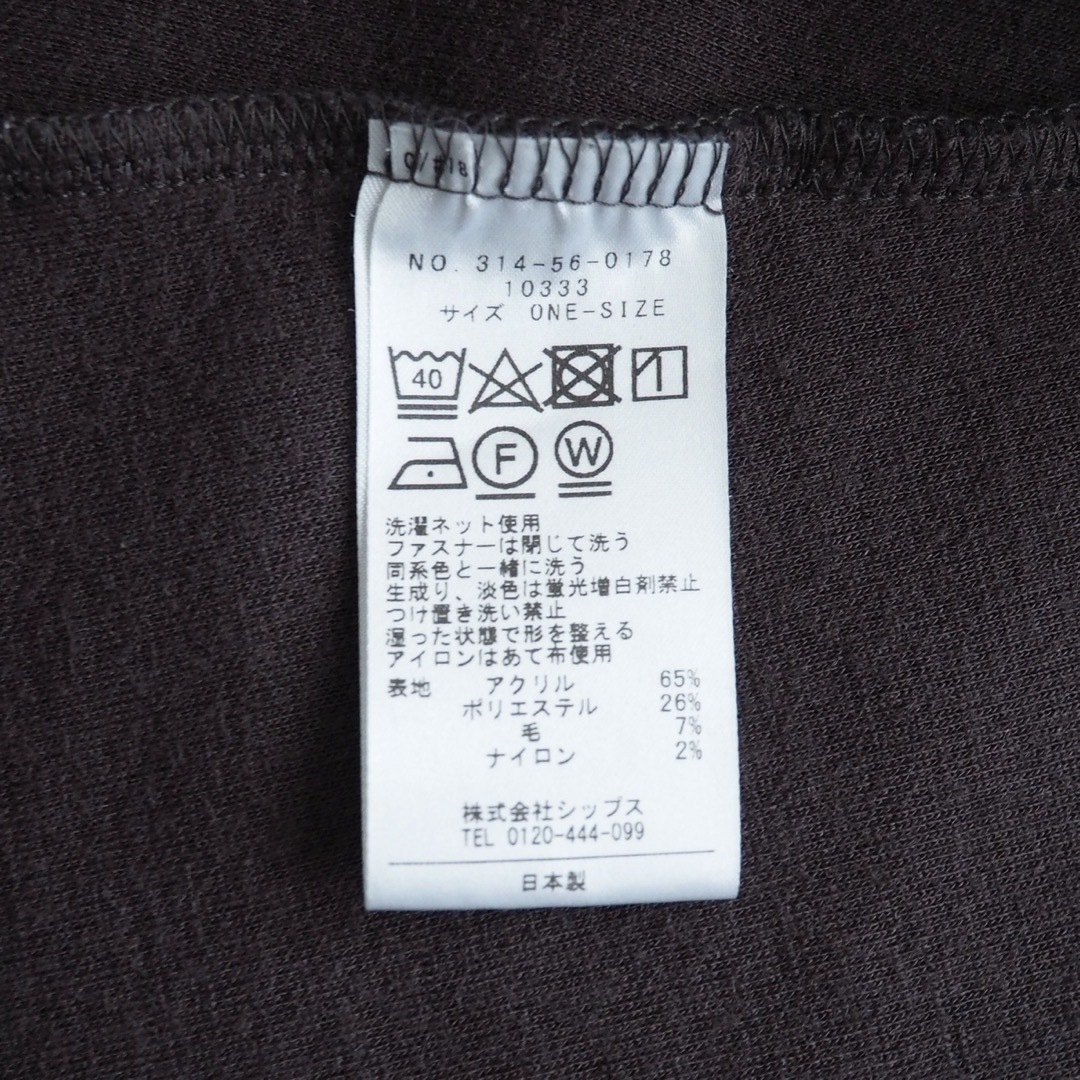 NO. 314-56-0178
10333
サイズ ONE-SIZE
40
F W
洗濯ネット使用
ファスナーは閉じて洗う
同系色と一緒に洗う
生成り、淡色は蛍光増白剤禁止
つけ置き洗い禁止
湿った状態で形を整える
アイロンはあて布使用
表地 アクリル 65%
ポリエステル 26%
毛 7%
ナイロン 2%
株式会社シップス
TEL 0120-444-099
日本製